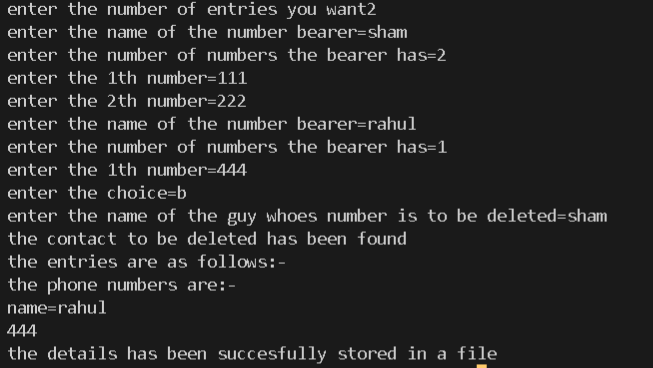 enter the number of entries you want2
enter the name of the number bearer=sham
enter the number of numbers the bearer has=2
enter the 1th number=111
enter the 2th number=222
enter the name of the number bearer=rahul
enter the number of numbers the bearer has=1
enter the 1th number=444
enter the choice=b
enter the name of the guy whoes number is to be deleted=sham
the contact to be deleted has been found
the entries are as follows:-
the phone numbers are:-
name=rahul
444
the details has been succesfully stored in a file